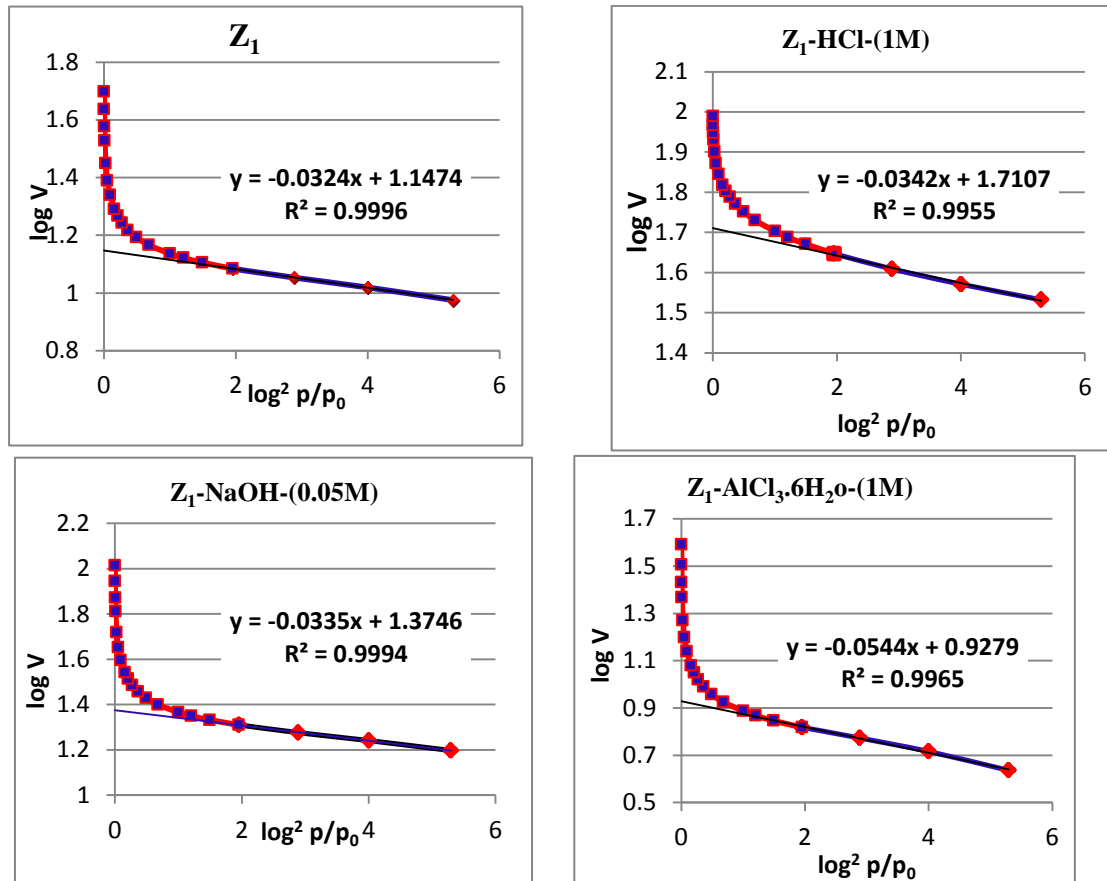 Z₁
1.8
1.6
1.4
1.2
1
0.8
log V
y = -0.0324x + 1.1474
R² = 0.9996
0 2 4 6
log² p/p₀
Z₁-HCl-(1M)
2.1
2
1.9
1.8
1.7
1.6
1.5
1.4
log V
y = -0.0342x + 1.7107
R² = 0.9955
0 2 4 6
log² p/p₀
Z₁-NaOH-(0.05M)
2.2
2
1.8
1.6
1.4
1.2
1
log V
y = -0.0335x + 1.3746
R² = 0.9994
0 2 4 6
log² p/p₀
Z₁-AlCl₃.6H₂o-(1M)
1.7
1.5
1.3
1.1
0.9
0.7
0.5
log V
y = -0.0544x + 0.9279
R² = 0.9965
0 2 4 6
log² p/p₀